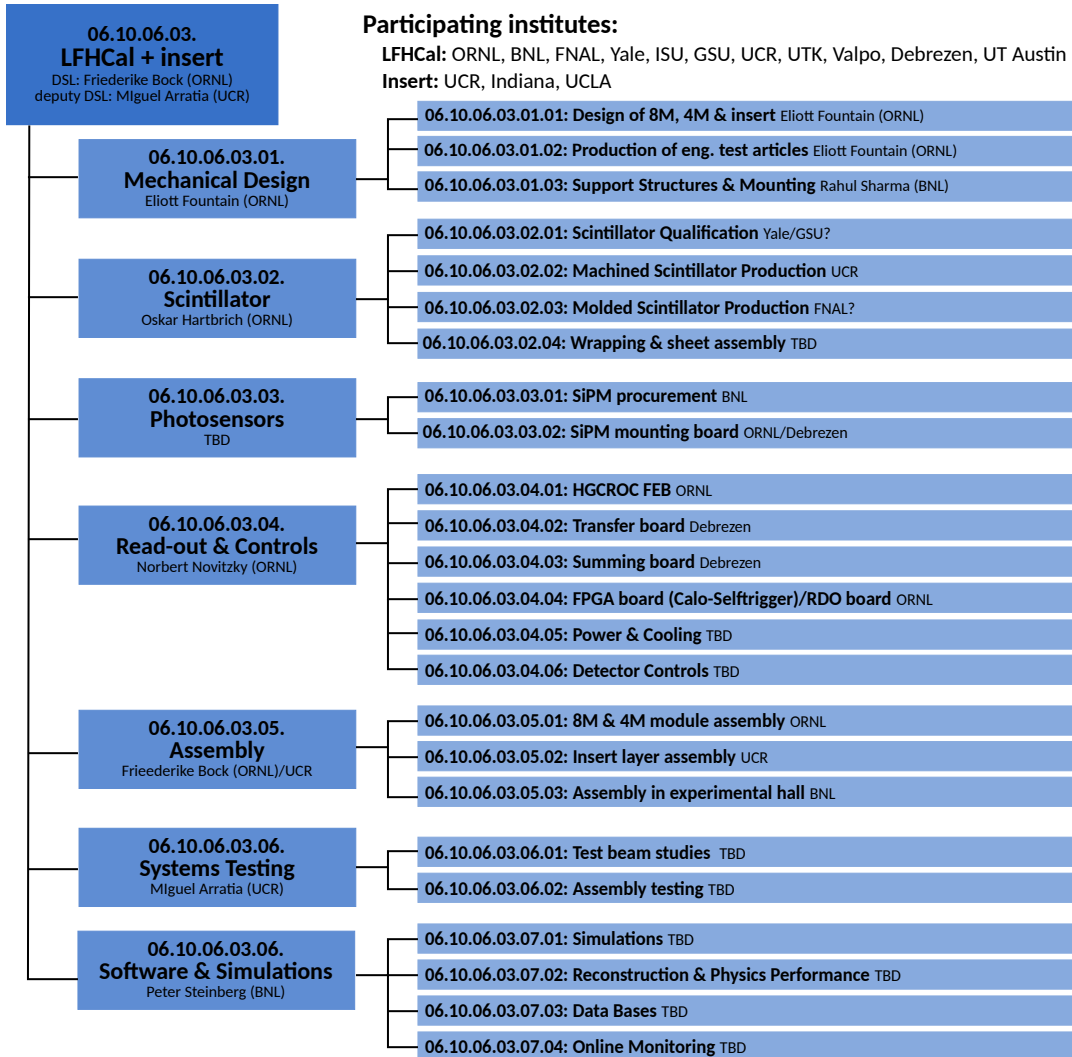 06.10.06.03.
LFHCal + insert
DSL: Friederike Bock (ORNL)
deputy DSL: MIguel Arratia (UCR)
Participating institutes:
LFHCal: ORNL, BNL, FNAL, Yale, ISU, GSU, UCR, UTK, Valpo, Debrezen, UT Austin
Insert: UCR, Indiana, UCLA
06.10.06.03.01.
Mechanical Design
Eliott Fountain (ORNL)
06.10.06.03.01.01: Design of 8M, 4M & insert Eliott Fountain (ORNL)
06.10.06.03.01.02: Production of eng. test articles Eliott Fountain (ORNL)
06.10.06.03.01.03: Support Structures & Mounting Rahul Sharma (BNL)
06.10.06.03.02.
Scintillator
Oskar Hartbrich (ORNL)
06.10.06.03.02.01: Scintillator Qualification Yale/GSU?
06.10.06.03.02.02: Machined Scintillator Production UCR
06.10.06.03.02.03: Molded Scintillator Production FNAL?
06.10.06.03.02.04: Wrapping & sheet assembly TBD
06.10.06.03.03.
Photosensors
TBD
06.10.06.03.03.01: SiPM procurement BNL
06.10.06.03.03.02: SiPM mounting board ORNL/Debrezen
06.10.06.03.04.
Read-out & Controls
Norbert Novitzky (ORNL)
06.10.06.03.04.01: HGCROC FEB ORNL
06.10.06.03.04.02: Transfer board Debrezen
06.10.06.03.04.03: Summing board Debrezen
06.10.06.03.04.04: FPGA board (Calo-Selftrigger)/RDO board ORNL
06.10.06.03.04.05: Power & Cooling TBD
06.10.06.03.04.06: Detector Controls TBD
06.10.06.03.05.
Assembly
Frieederike Bock (ORNL)/UCR
06.10.06.03.05.01: 8M & 4M module assembly ORNL
06.10.06.03.05.02: Insert layer assembly UCR
06.10.06.03.05.03: Assembly in experimental hall BNL
06.10.06.03.06.
Systems Testing
MIguel Arratia (UCR)
06.10.06.03.06.01: Test beam studies TBD
06.10.06.03.06.02: Assembly testing TBD
06.10.06.03.06.
Software & Simulations
Peter Steinberg (BNL)
06.10.06.03.07.01: Simulations TBD
06.10.06.03.07.02: Reconstruction & Physics Performance TBD
06.10.06.03.07.03: Data Bases TBD
06.10.06.03.07.04: Online Monitoring TBD